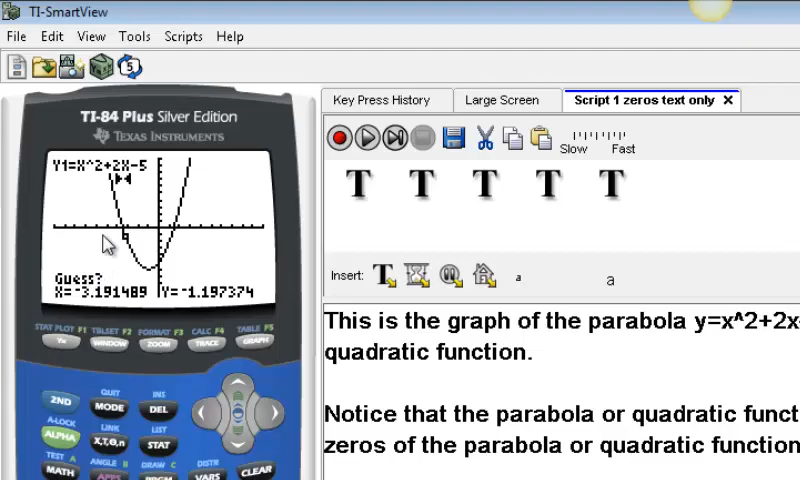 TI-SmartView
File Edit View Tools Scripts Help
5
Key Press History
Large Screen
Script 1 zeros text only X
TI-84 Plus Silver Edition
TEXAS INSTRUMENTS
Slow Fast
T T T T T
Y1=X^2+2X-5
Guess?
X=-3.191489 Y=-1.197374
Insert: T a a
STAT PLOT F1 TBLSET F2 FORMAT F3 CALC F4 TABLE F5
Y= WINDOW ZOOM TRACE GRAPH
This is the graph of the parabola y=x^2+2x-
quadratic function.
QUIT INS
2ND MODE DEL
A-LOCK LINK LIST
ALPHA X,T,Θ,n STAT
TEST A ANGLE B DRAW C DISTR
MATH APPS PRGM VARS CLEAR
Notice that the parabola or quadratic funct
zeros of the parabola or quadratic function